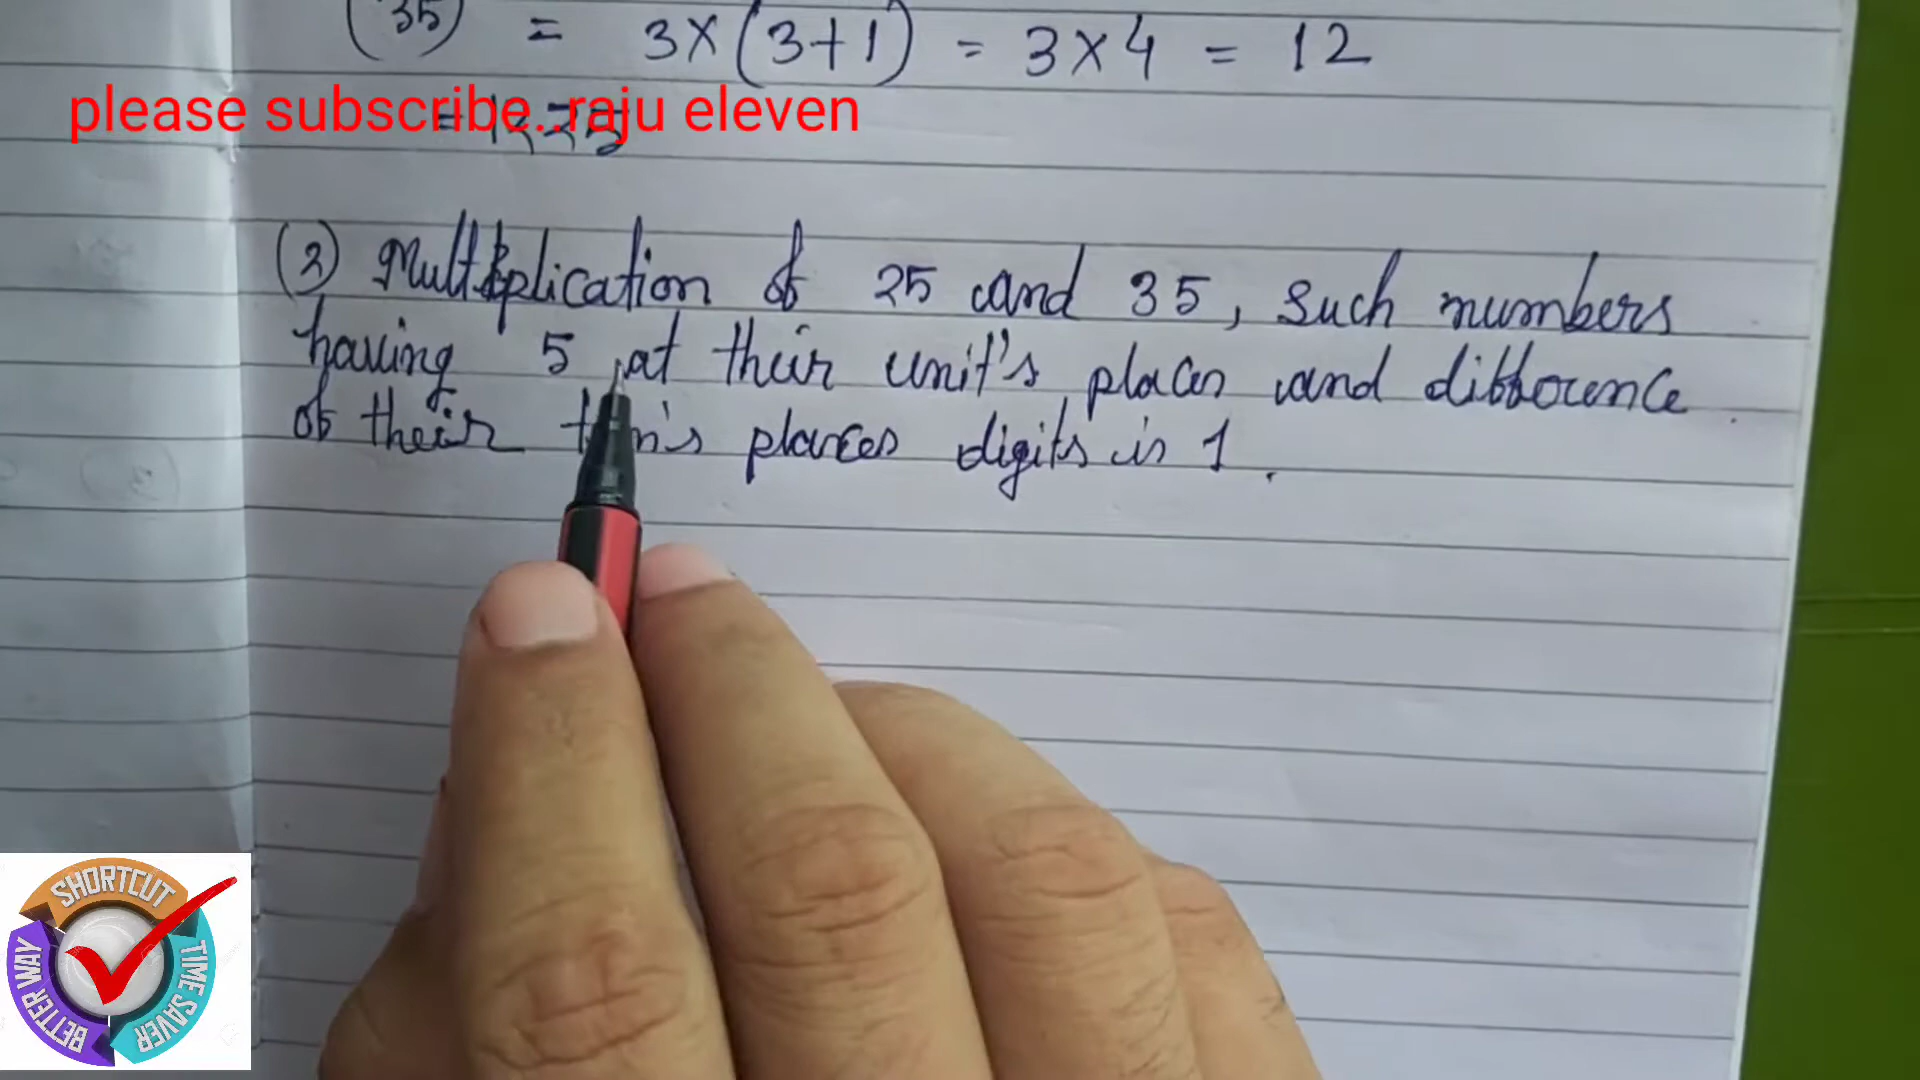 (35) = 3×(3+1) = 3×4 = 12
please subscribe..raju eleven
(2) Multiplication of 25 and 35, Such numbers
having 5 at their unit's places and difference
of their ten's places digits is 1.
SHORTCUT
BETTER WAY
TIME SAVER